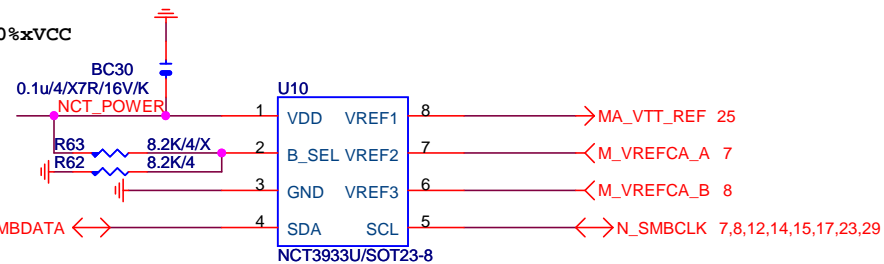 0%xVCC
BC30
0.1u/4/X7R/16V/K
U10
NCT_POWER
1 VDD VREF1 8 MA_VTT_REF 25
R63 8.2K/4/X
2 B_SEL VREF2 7 M_VREFCA_A 7
R62 8.2K/4
3 GND VREF3 6 M_VREFCA_B 8
MBDATA 4 SDA SCL 5 N_SMBCLK 7,8,12,14,15,17,23,29
NCT3933U/SOT23-8